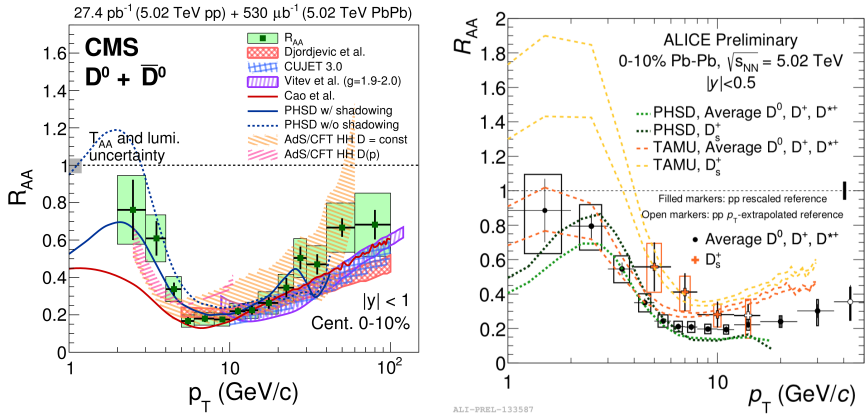 27.4 pb⁻¹ (5.02 TeV pp) + 530 μb⁻¹ (5.02 TeV PbPb)
CMS
D⁰ + D̅⁰
R_AA
Djordjevic et al.
CUJET 3.0
Vitev et al. (g=1.9-2.0)
Cao et al.
PHSD w/ shadowing
PHSD w/o shadowing
AdS/CFT HH D = const
AdS/CFT HH D(p)
T_AA and lumi.
uncertainty
|y| < 1
Cent. 0-10%
R_AA
1.4
1.2
1
0.8
0.6
0.4
0.2
0
1
10
10²
p_T (GeV/c)
R_AA
2
1.8
1.6
1.4
1.2
1
0.8
0.6
0.4
0.2
0
1
10
p_T (GeV/c)
ALICE Preliminary
0-10% Pb-Pb, √s_NN = 5.02 TeV
|y|<0.5
PHSD, Average D⁰, D⁺, D*⁺
PHSD, D_s⁺
TAMU, Average D⁰, D⁺, D*⁺
TAMU, D_s⁺
Filled markers: pp rescaled reference
Open markers: pp p_T-extrapolated reference
Average D⁰, D⁺, D*⁺
D_s⁺
ALI-PREL-133587